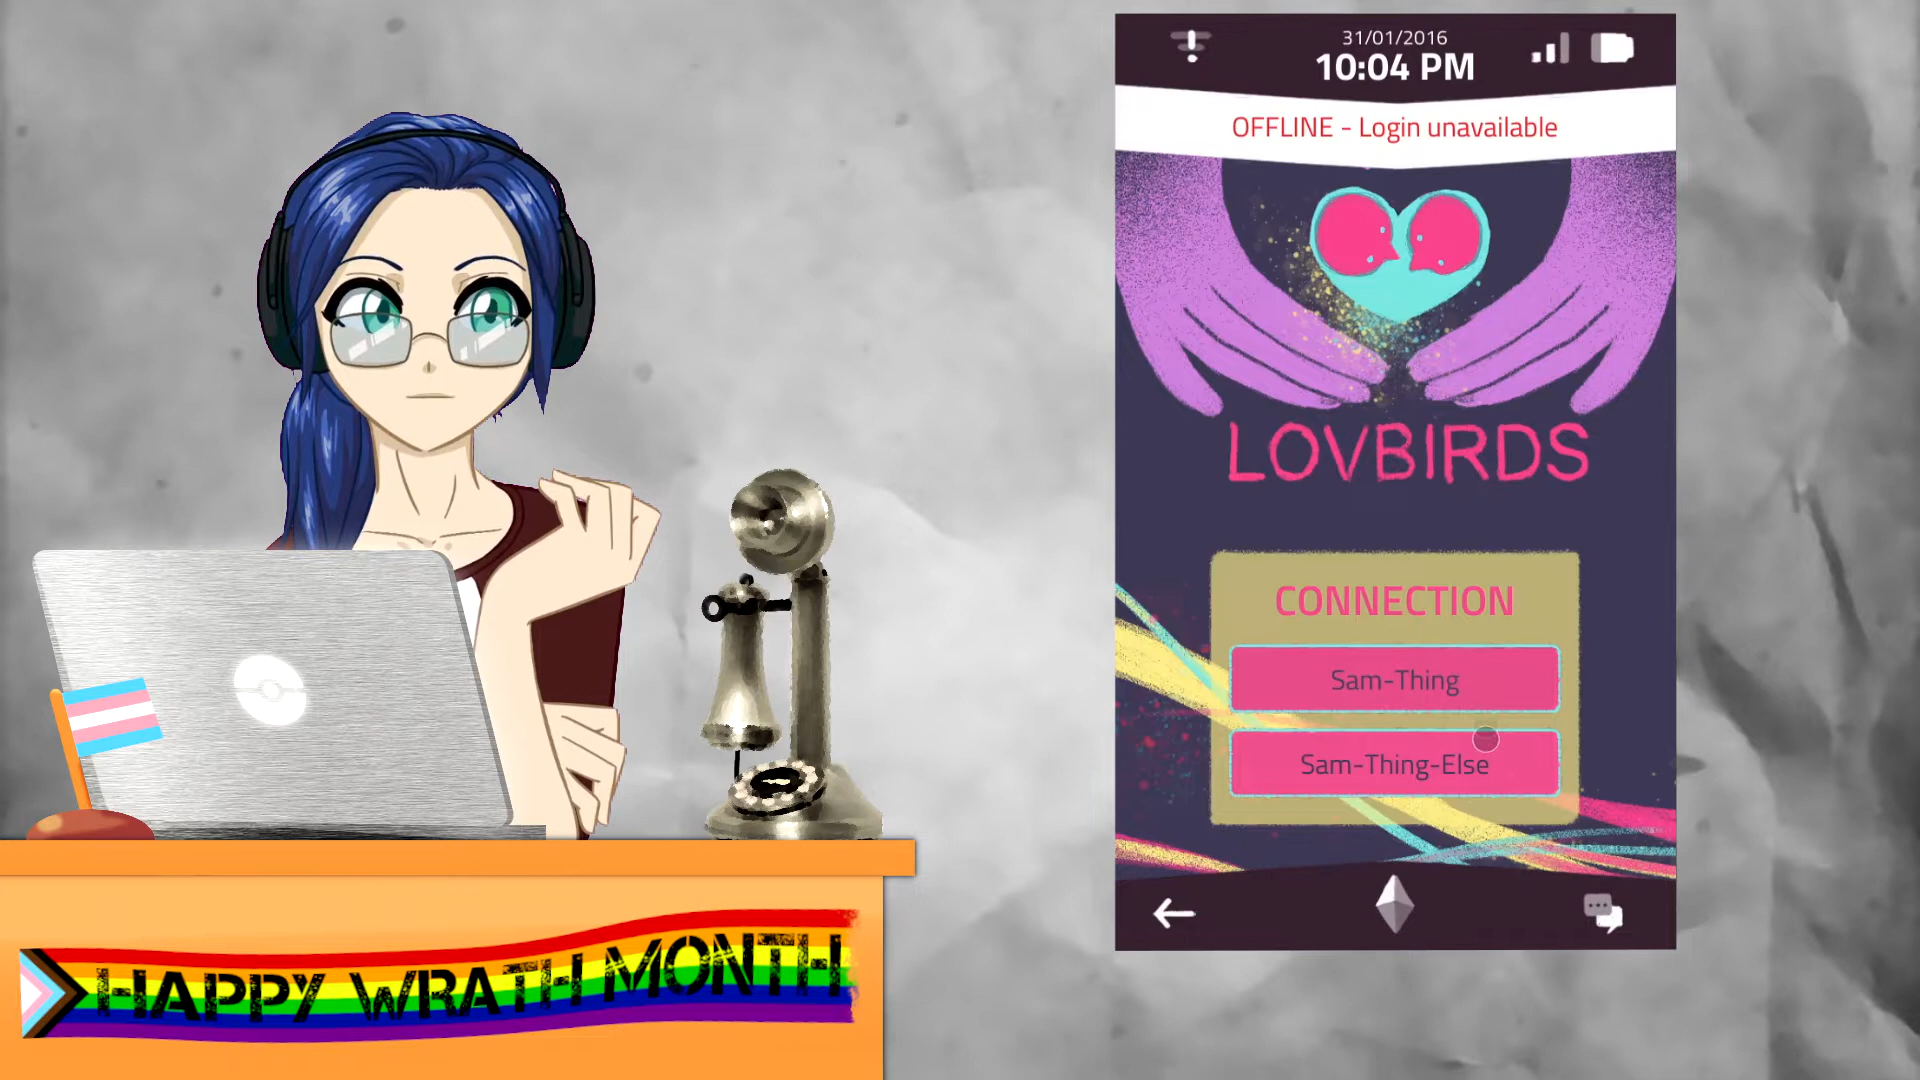 31/01/2016
10:04 PM
OFFLINE - Login unavailable
LOVBIRDS
CONNECTION
Sam-Thing
Sam-Thing-Else
HAPPY WRATH MONTH